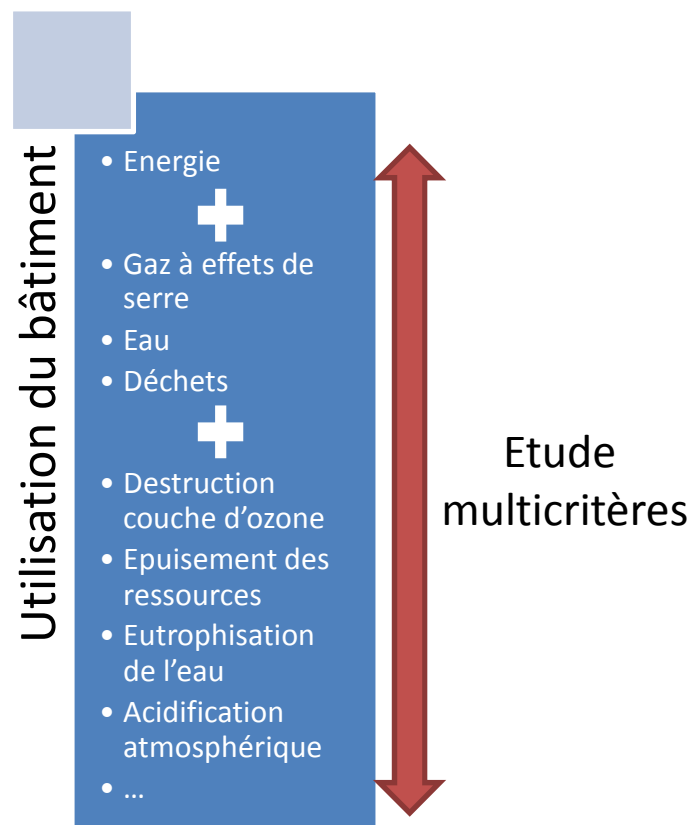 Utilisation du bâtiment
• Energie
• Gaz à effets de
serre
• Eau
• Déchets
• Destruction
couche d’ozone
• Epuisement des
ressources
• Eutrophisation
de l’eau
• Acidification
atmosphérique
• ...
Etude
multicritères